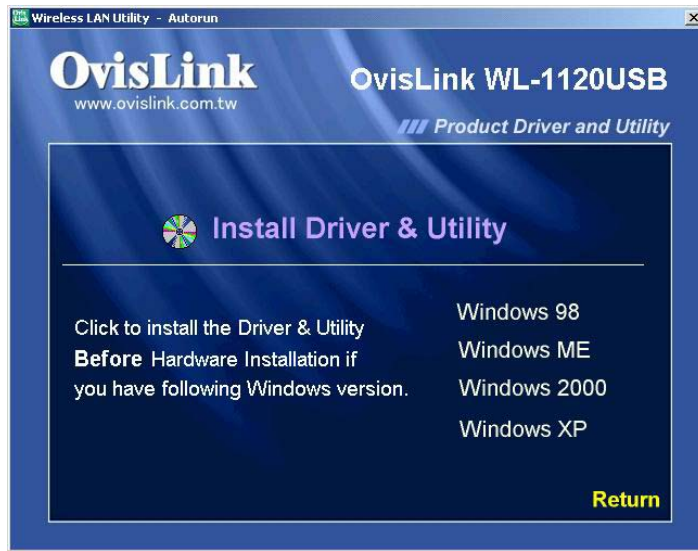 Wireless LAN Utility - Autorun
OvisLink
www.ovislink.com.tw
OvisLink WL-1120USB
Product Driver and Utility
Install Driver & Utility
Click to install the Driver & Utility
Before Hardware Installation if
you have following Windows version.
Windows 98
Windows ME
Windows 2000
Windows XP
Return